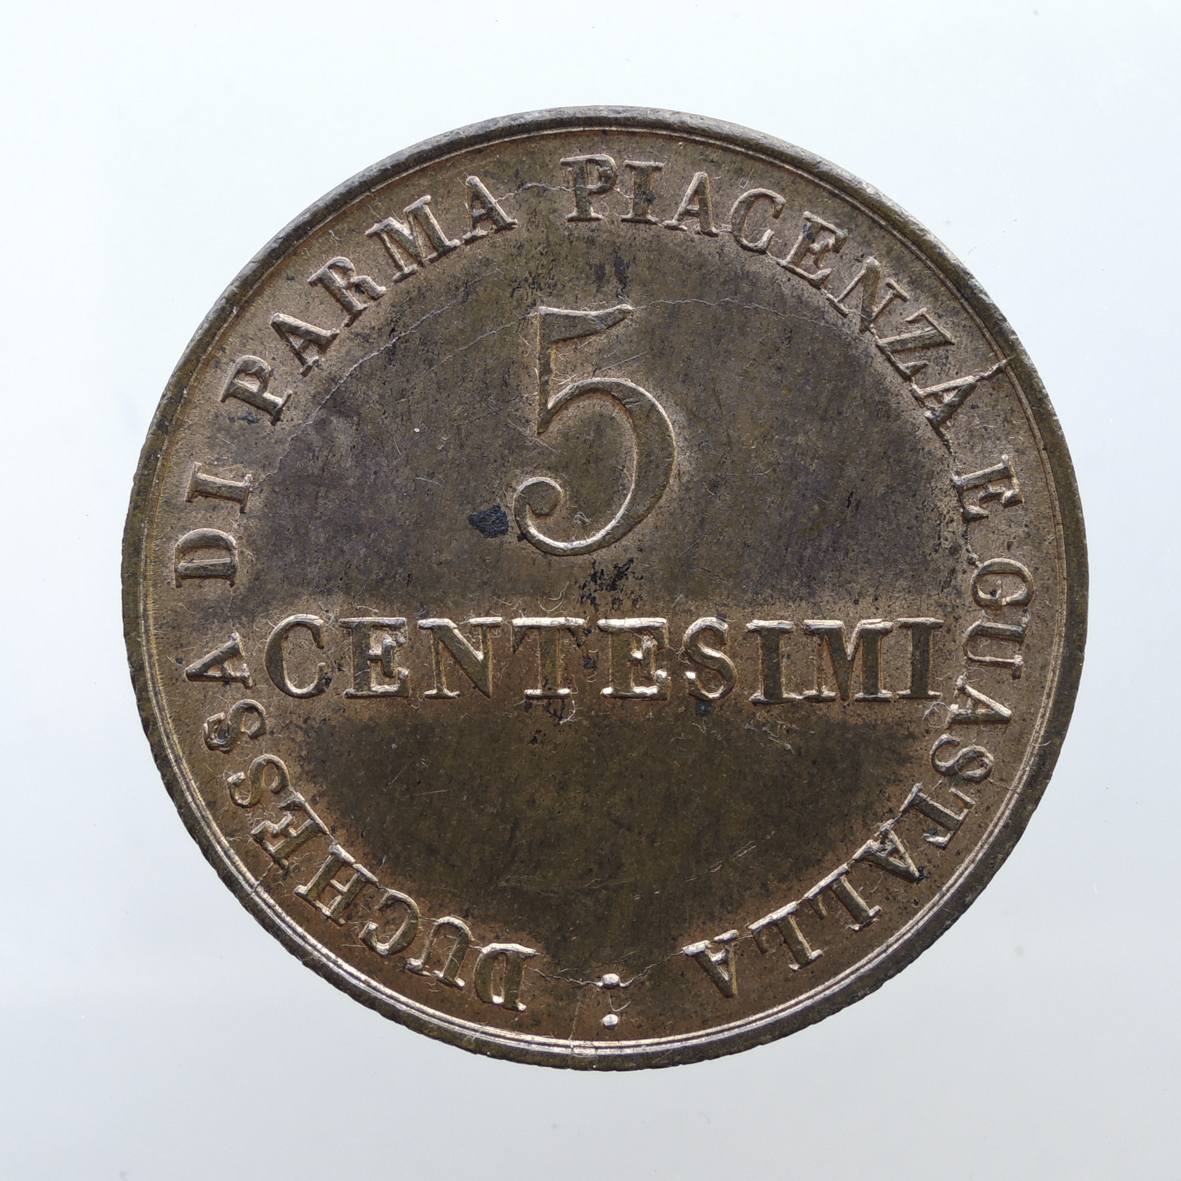 DUCHESSA DI PARMA PIACENZA E GUASTALLA :
5
CENTESIMI